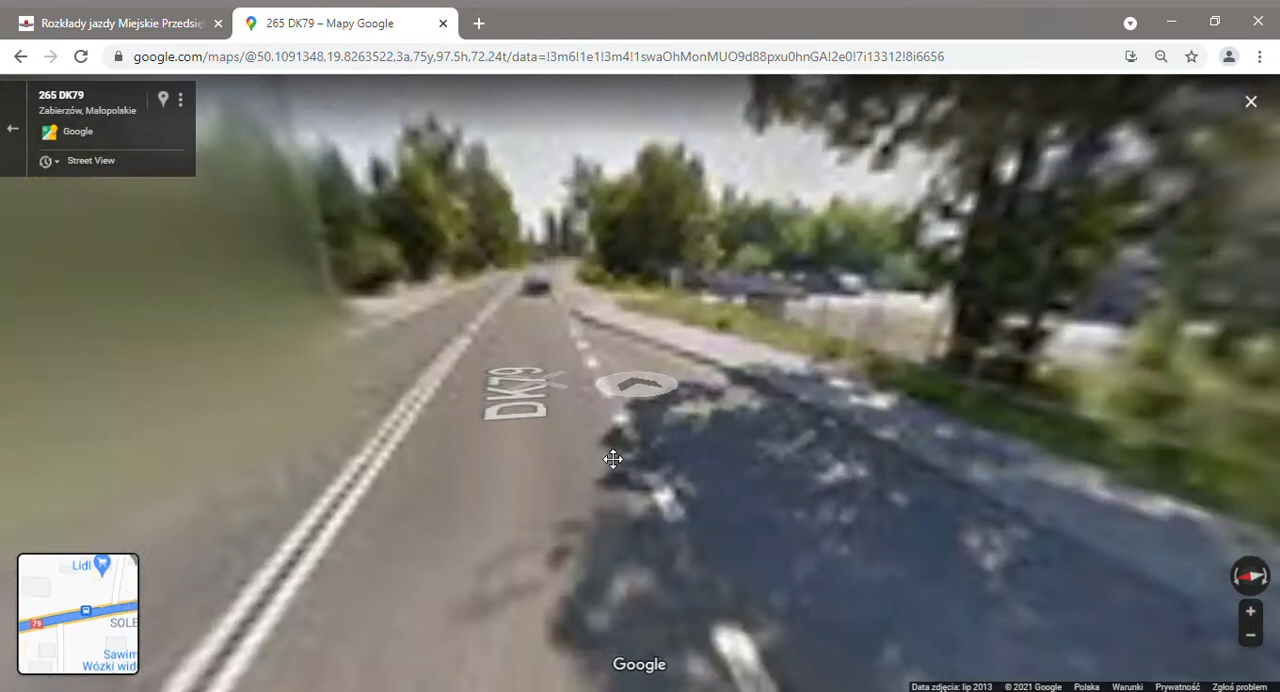 Rozkłady jazdy Miejskie Przedsię
265 DK79 – Mapy Google
google.com/maps/@50.1091348,19.8263522,3a,75y,97.5h,72.24t/data=!3m6!1e1!3m4!1swaOhMonMUO9d88pxu0hnGA!2e0!7i13312!8i6656
265 DK79
Zabierzów, Małopolskie
Google
Street View
DK79
Lidl
79
SOLE
Sawim
Wózki wid
Google
Data zdjęcia: lip 2013 © 2021 Google Polska Warunki Prywatność Zgłoś problem